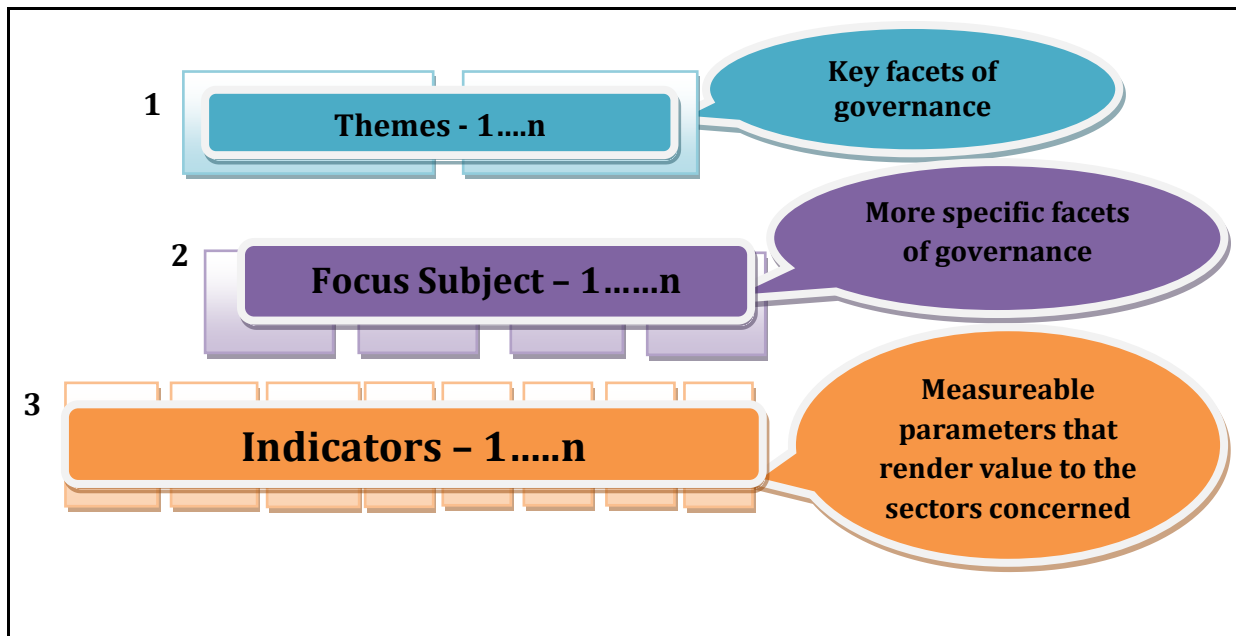 1
Themes - 1....n
Key facets of
governance
2
Focus Subject – 1......n
More specific facets
of governance
3
Indicators – 1.....n
Measureable
parameters that
render value to the
sectors concerned